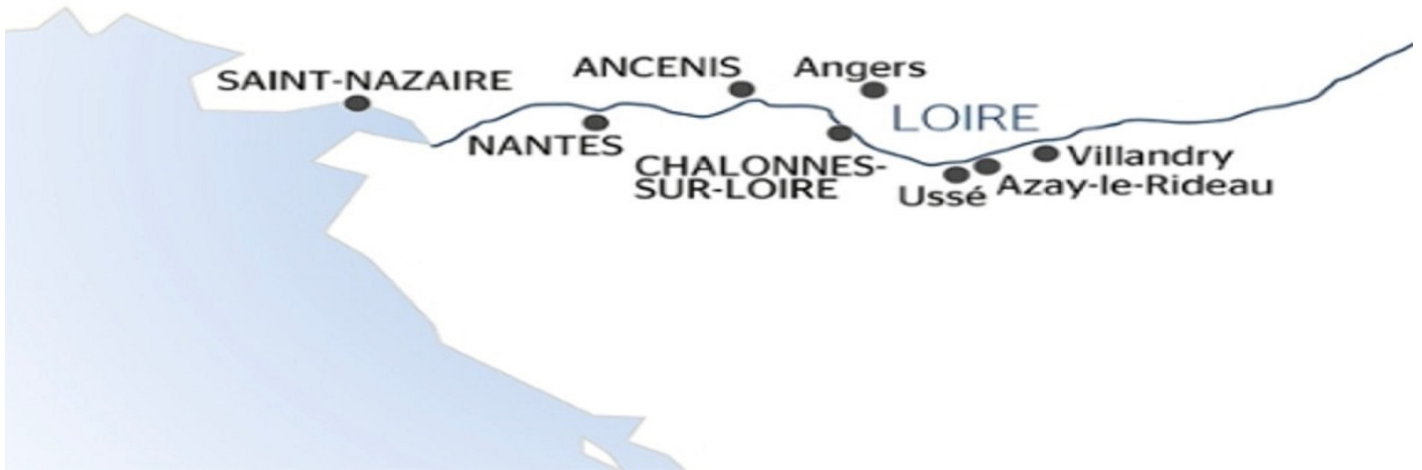 ANCENIS
Angers
SAINT-NAZAIRE
LOIRE
NANTES
CHALONNES-
SUR-LOIRE
Villandry
Ussé
Azay-le-Rideau